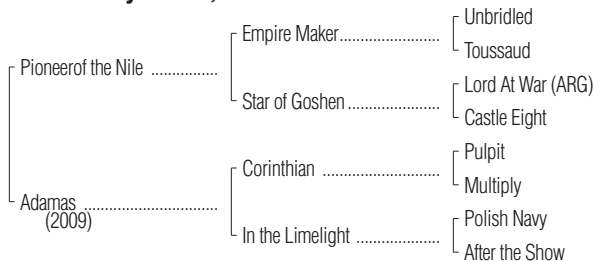 Unbridled
Empire Maker
Toussaud
Pioneerof the Nile
Lord At War (ARG)
Star of Goshen
Castle Eight
Pulpit
Corinthian
Multiply
Adamas
(2009)
Polish Navy
In the Limelight
After the Show